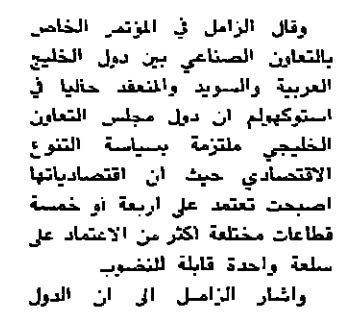 وقال الزامل في المؤتمر الخاص
بالتعاون الصناعي بين دول الخليج
العربية والسويد والمنعقد حاليا في
استوكهولم ان دول مجلس التعاون
الخليجي ملتزمة بسياسة التنوع
الاقتصادي حيث ان اقتصادياتها
اصبحت تعتمد على اربعة أو خمسة
قطاعات مختلفة اكثر من الاعتماد على
سلعة واحدة قابلة للنضوب
واشار الزامل الى ان الدول